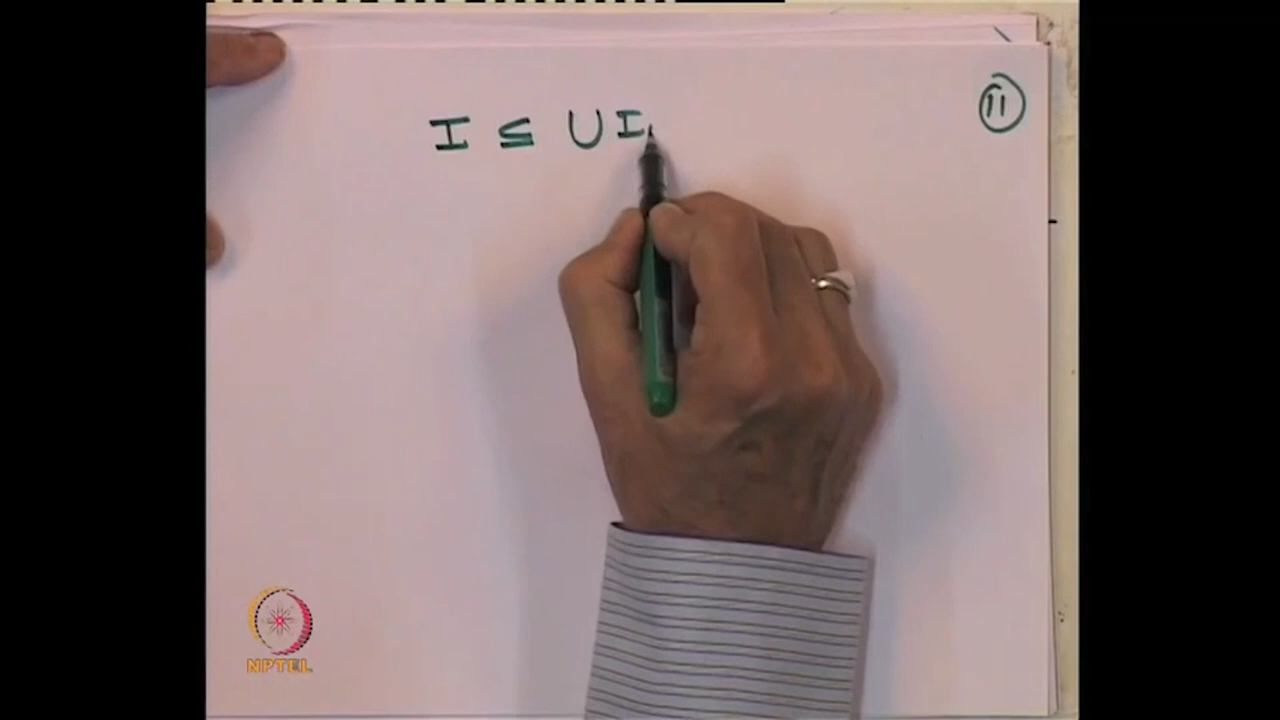 I ⊆ ∪ I
11
NPTEL